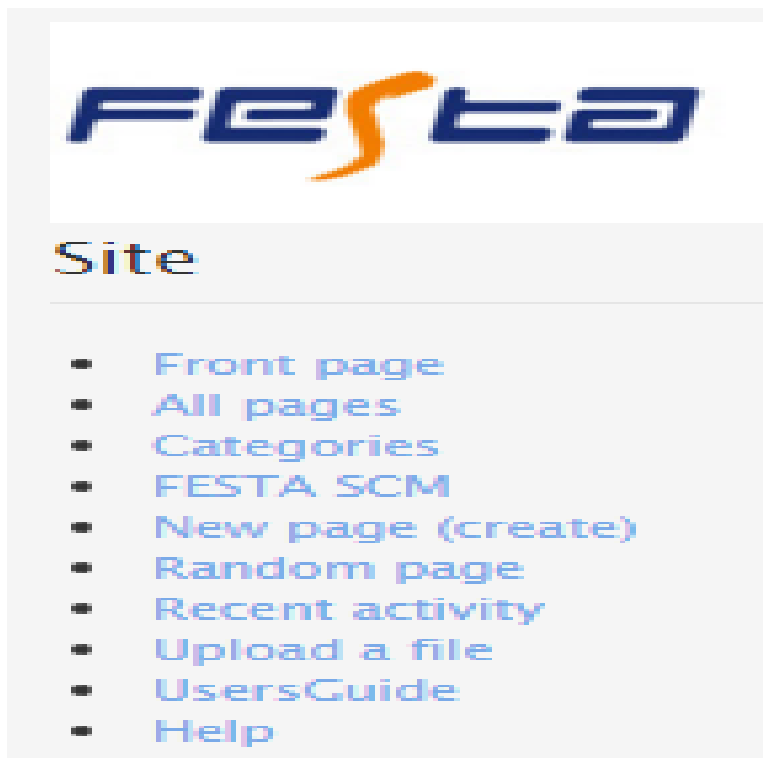 Festa
Site
Front page
All pages
Categories
FESTA SCM
New page (create)
Random page
Recent activity
Upload a file
UsersGuide
Help